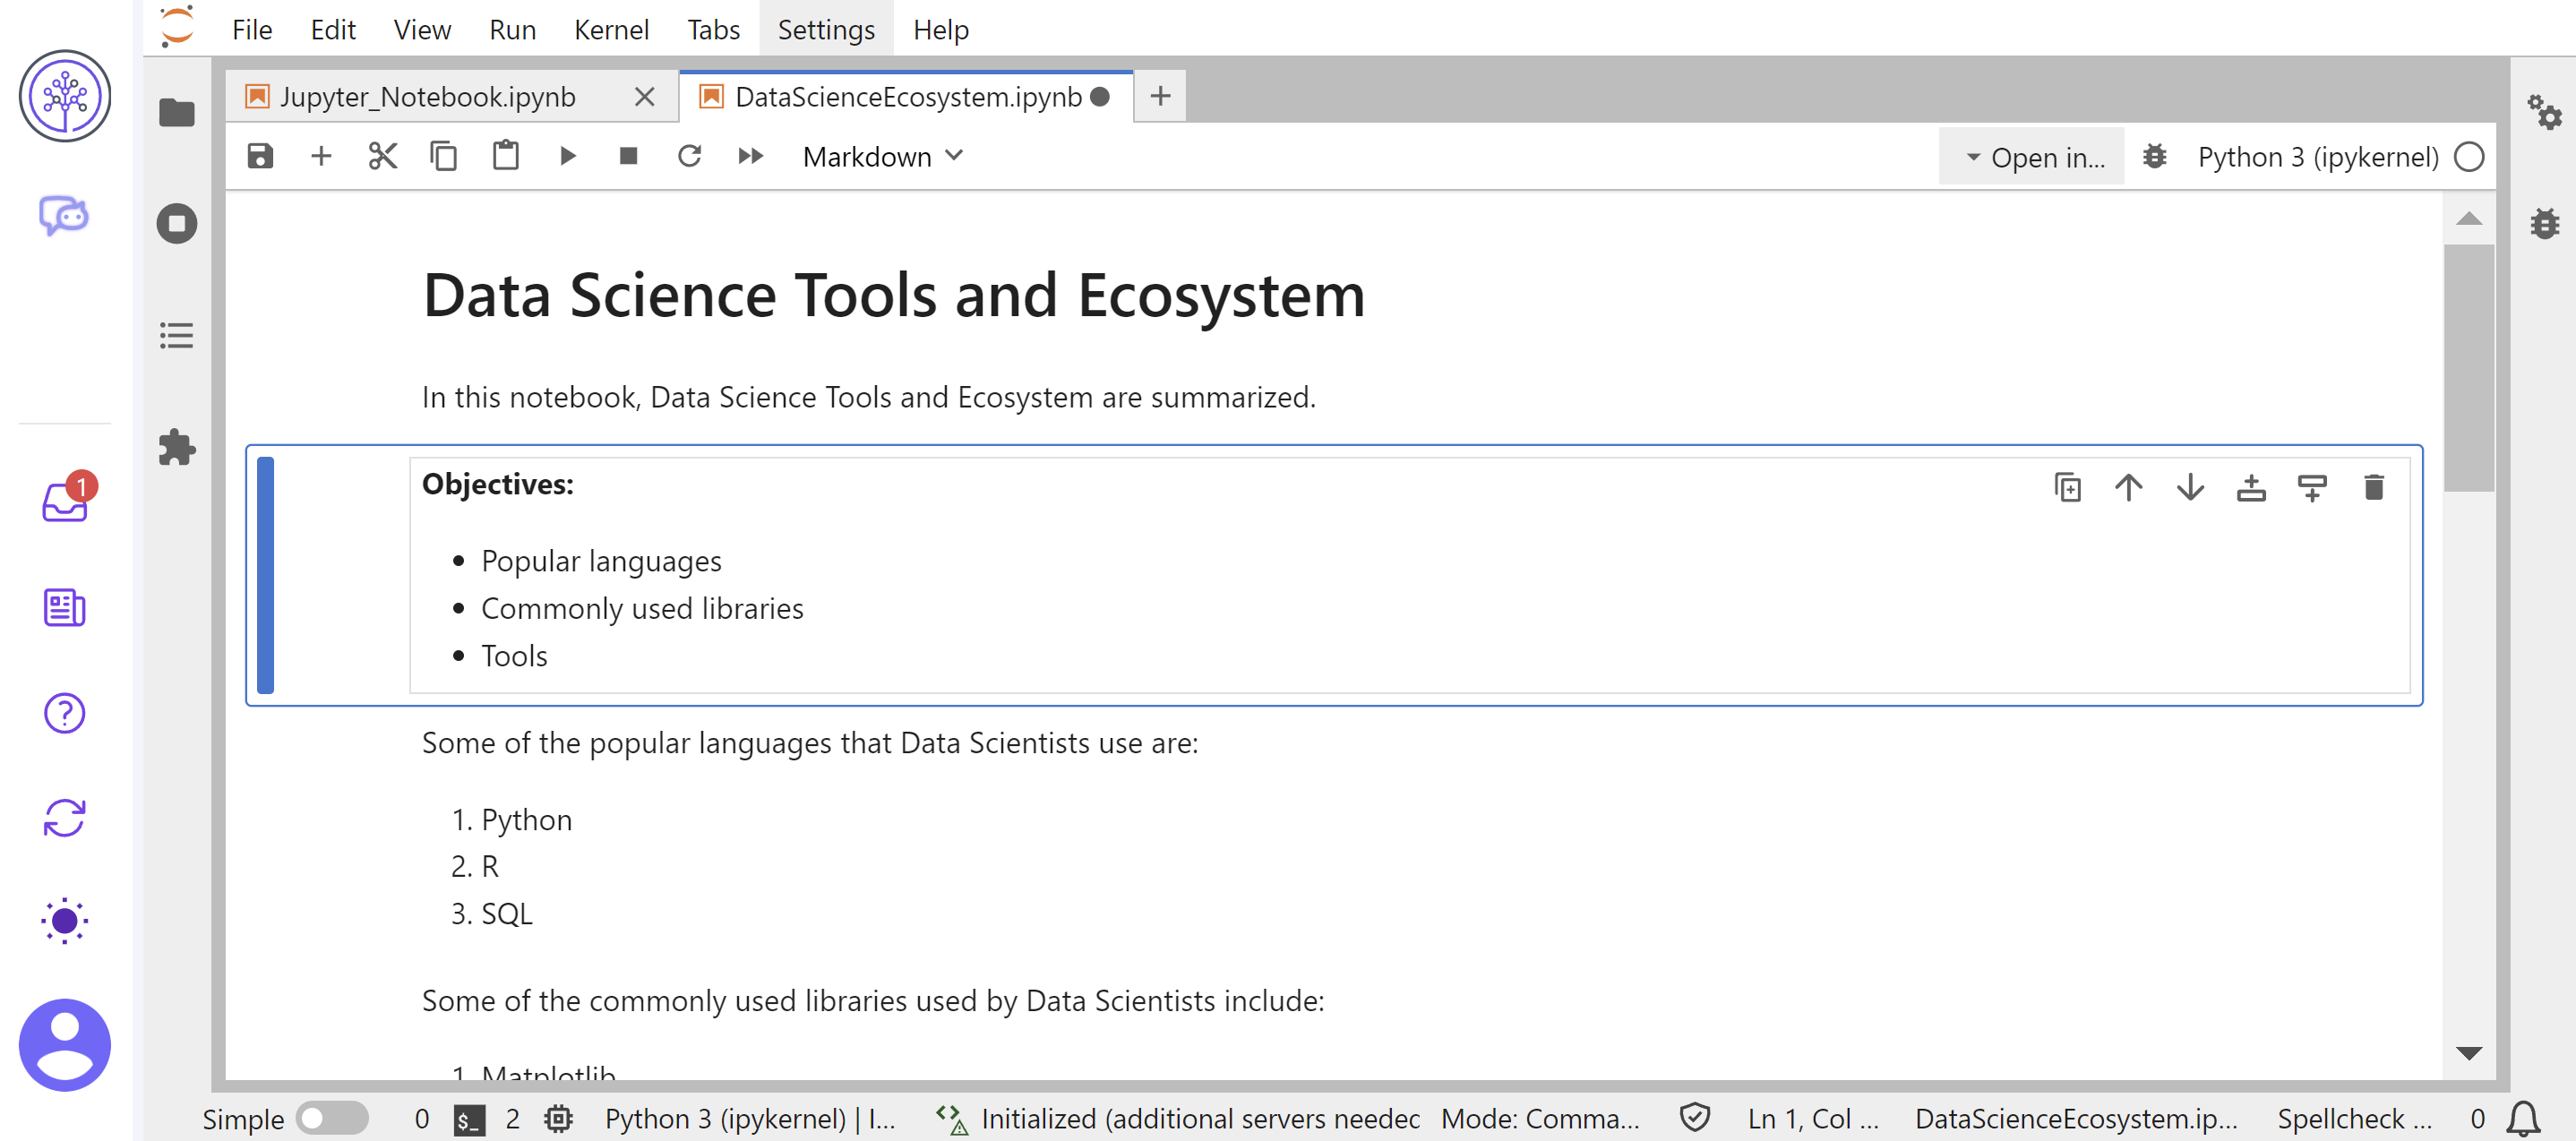 File Edit View Run Kernel Tabs Settings Help
Jupyter_Notebook.ipynb DataScienceEcosystem.ipynb
Markdown Open in... Python 3 (ipykernel)
Data Science Tools and Ecosystem
In this notebook, Data Science Tools and Ecosystem are summarized.
Objectives:
• Popular languages
• Commonly used libraries
• Tools
1
Some of the popular languages that Data Scientists use are:
1. Python
2. R
3. SQL
Some of the commonly used libraries used by Data Scientists include:
1. Matplotlib
Simple 0 $_ 2 Python 3 (ipykernel) | I... Initialized (additional servers needec Mode: Comma... Ln 1, Col ... DataScienceEcosystem.ip... Spellcheck ... 0